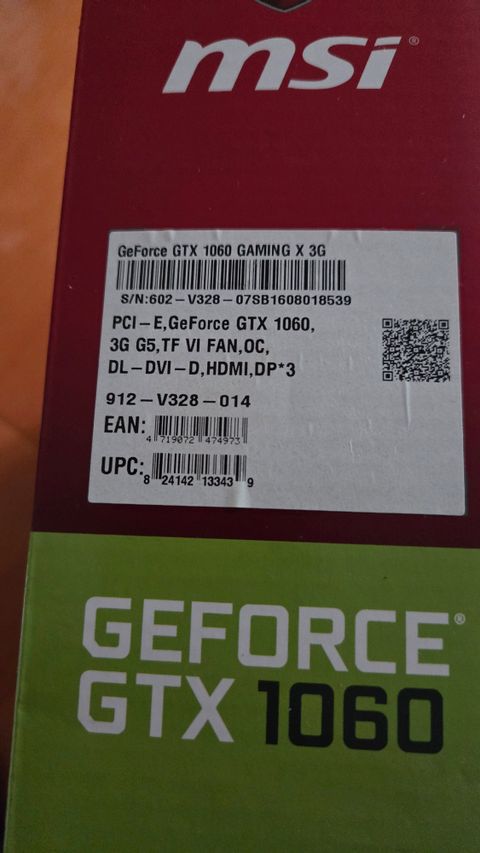 msi®
GeForce GTX 1060 GAMING X 3G
S/N:602-V328-07SB1608018539
PCI-E,GeForce GTX 1060,
3G G5,TF VI FAN,OC,
DL-DVI-D,HDMI,DP*3
912-V328-014
EAN:
4 719072 474973
UPC:
8 24142 13343 9
GEFORCE®
GTX 1060